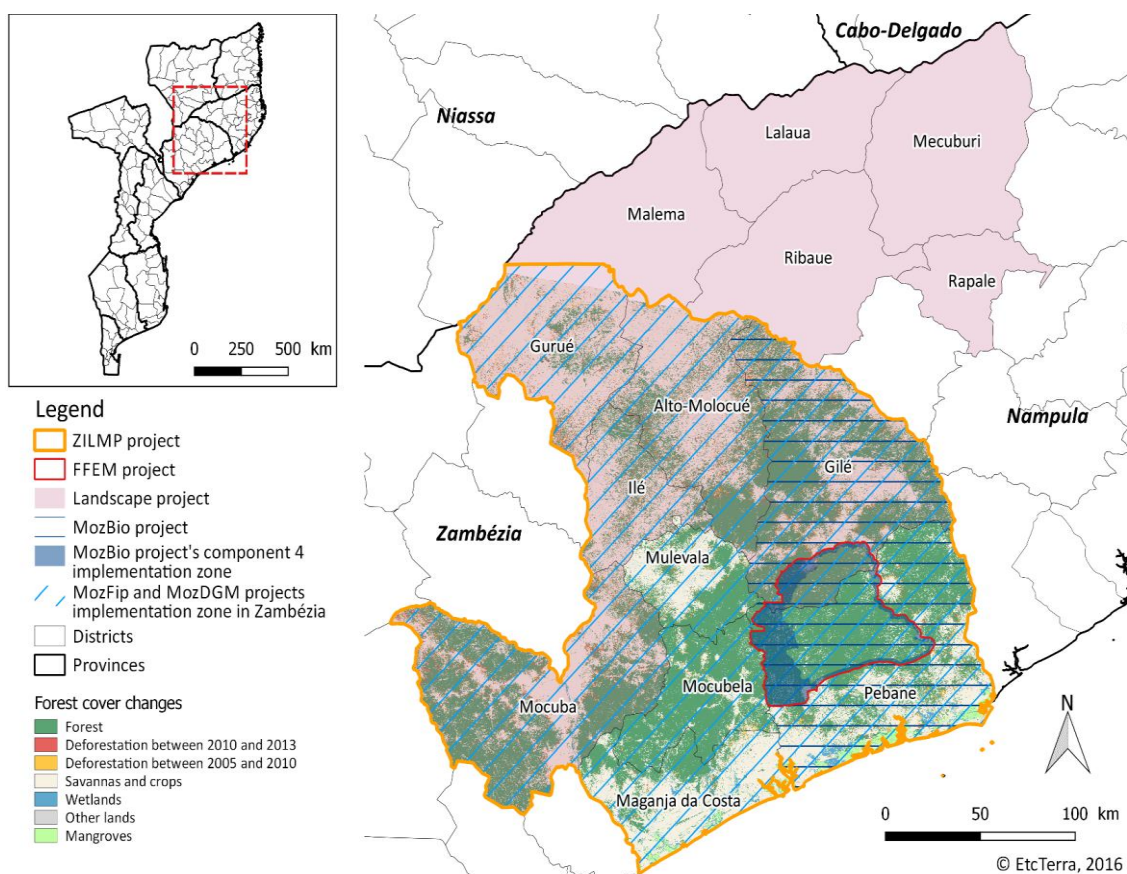 0 250 500 km
Legend
ZILMP project
FFEM project
Landscape project
MozBio project
MozBio project's component 4
implementation zone
MozFip and MozDGM projects
implementation zone in Zambézia
Districts
Provinces
Forest cover changes
Forest
Deforestation between 2010 and 2013
Deforestation between 2005 and 2010
Savannas and crops
Wetlands
Other lands
Mangroves
Cabo-Delgado
Niassa
Lalaua
Mecuburi
Malema
Ribaue
Rapale
Gurué
Alto-Molocué
Nampula
Gilé
Ilé
Zambézia
Mulevala
Mocubela
Pebane
Mocuba
Maganja da Costa
N
0 50 100 km
© EtcTerra, 2016